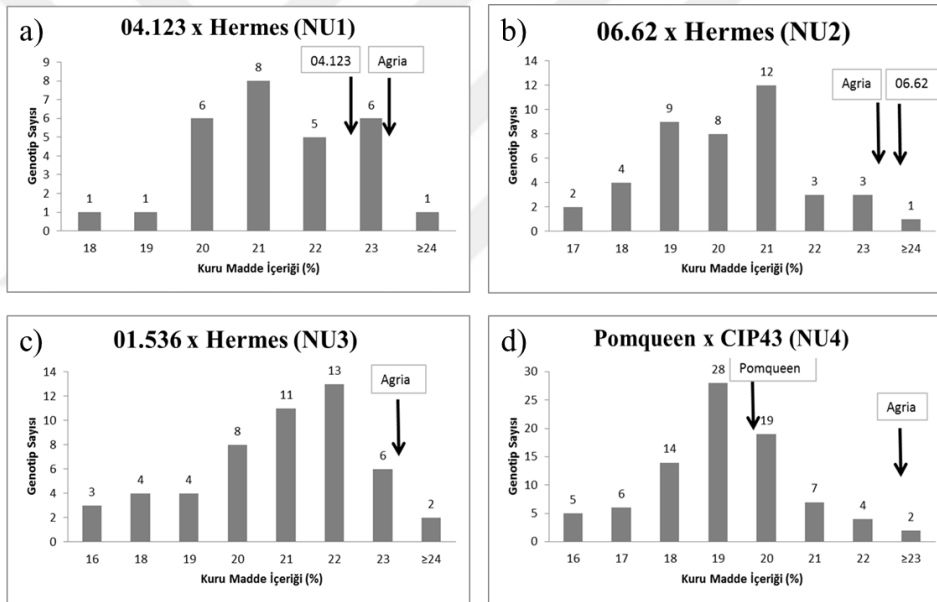 a)
04.123 x Hermes (NU1)
04.123
Agria
Genotip Sayısı
9
8
7
6
5
4
3
2
1
0
1
1
6
8
5
6
1
18 19 20 21 22 23 ≥24
Kuru Madde İçeriği (%)
b)
06.62 x Hermes (NU2)
Agria
06.62
Genotip Sayısı
14
12
10
8
6
4
2
0
2
4
9
8
12
3
3
1
17 18 19 20 21 22 23 ≥24
Kuru Madde İçeriği (%)
c)
01.536 x Hermes (NU3)
Agria
Genotip Sayısı
14
12
10
8
6
4
2
0
3
4
4
8
11
13
6
2
16 18 19 20 21 22 23 ≥24
Kuru Madde İçeriği (%)
d)
Pomqueen x CIP43 (NU4)
Pomqueen
Agria
Genotip Sayısı
30
25
20
15
10
5
0
5
6
14
28
19
7
4
2
16 17 18 19 20 21 22 ≥23
Kuru Madde İçeriği (%)